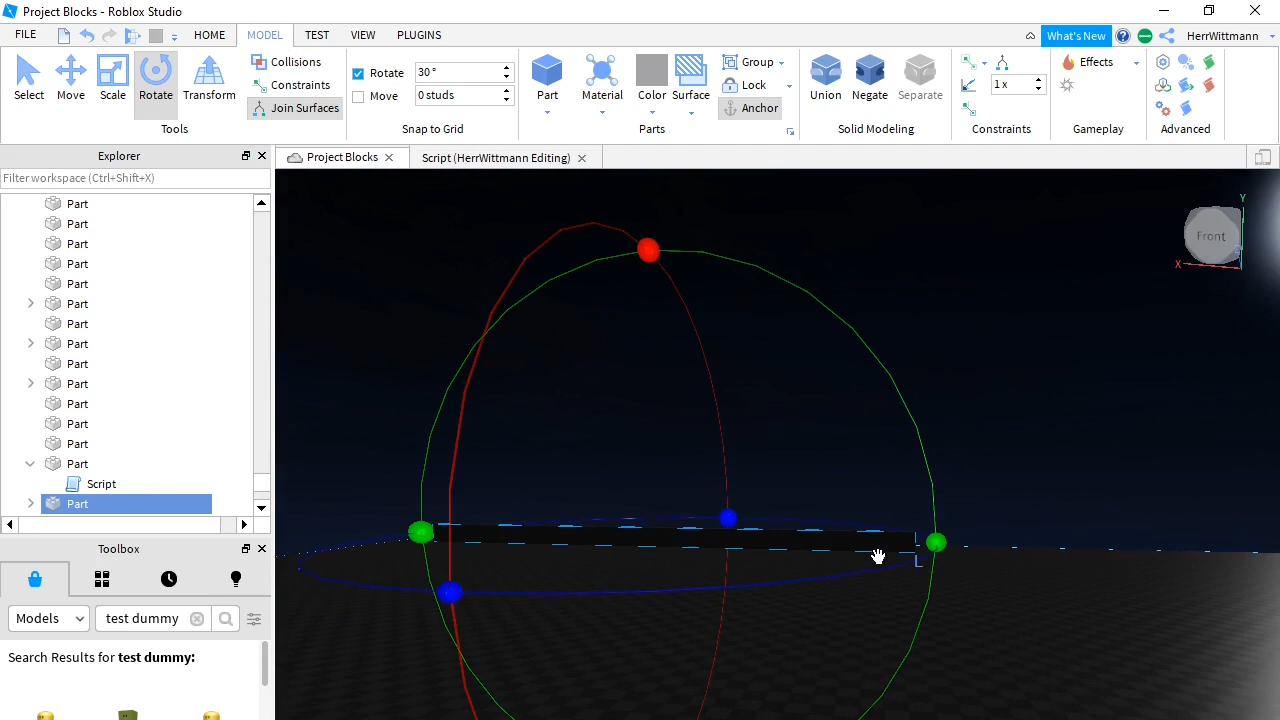 Project Blocks - Roblox Studio
FILE HOME MODEL TEST VIEW PLUGINS What's New HerrWittmann
Select Move Scale Rotate Transform
Collisions
Constraints
Join Surfaces
Tools
Rotate 30°
Move 0 studs
Snap to Grid
Part Material Color Surface
Group
Lock
Anchor
Parts
Union Negate Separate
Solid Modeling
1 x
Constraints
Effects
Gameplay
Advanced
Explorer
Filter workspace (Ctrl+Shift+X)
Part
Part
Part
Part
Part
Part
Part
Part
Part
Part
Part
Part
Part
Part
Script
Part
Toolbox
Models test dummy
Search Results for test dummy:
Project Blocks Script (HerrWittmann Editing)
Y
Front
X
L